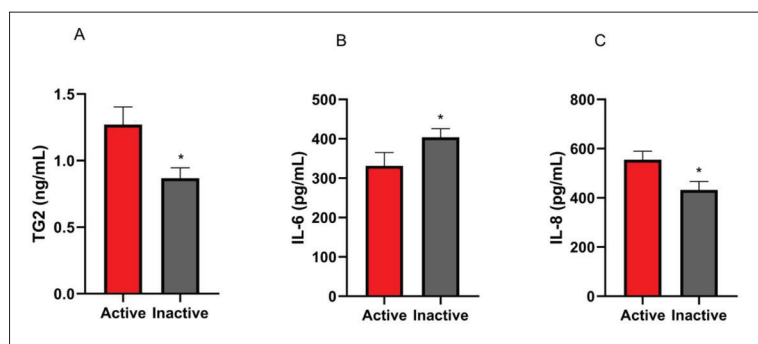 A
TG2 (ng/mL)
1.5
1.0
0.5
0.0
*
Active Inactive
B
IL-6 (pg/mL)
500
400
300
200
100
0
*
Active Inactive
C
IL-8 (pg/mL)
800
600
400
200
0
*
Active Inactive